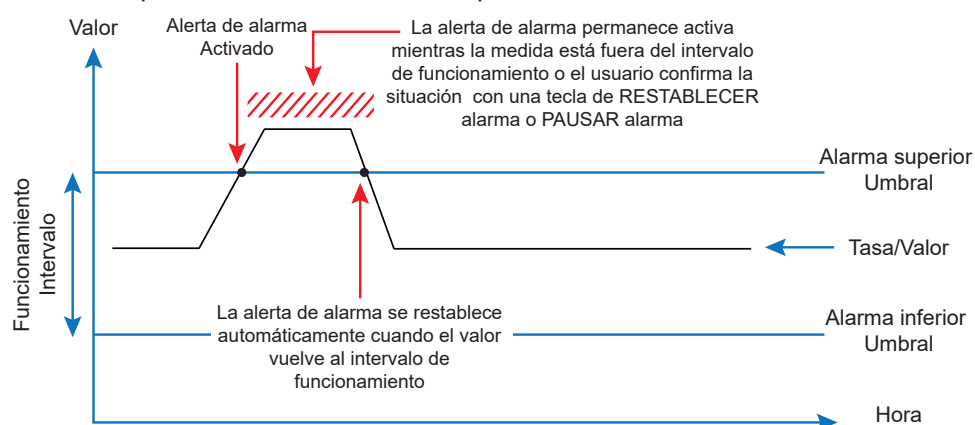 Valor
Alerta de alarma
Activado
La alerta de alarma permanece activa
mientras la medida está fuera del intervalo
de funcionamiento o el usuario confirma la
situación con una tecla de RESTABLECER
alarma o PAUSAR alarma
Alarma superior
Umbral
Funcionamiento
Intervalo
Tasa/Valor
La alerta de alarma se restablece
automáticamente cuando el valor
vuelve al intervalo de
funcionamiento
Alarma inferior
Umbral
Hora